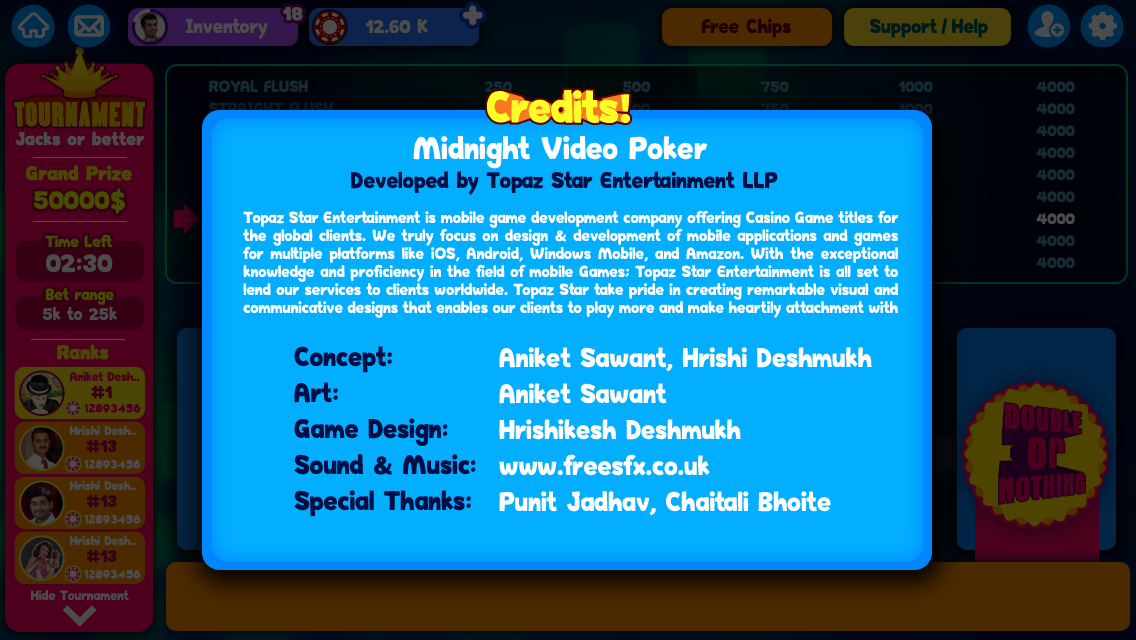 Inventory
18
12.60 K
Free Chips
Support / Help
TOURNAMENT
Jacks or better
Grand Prize
50000$
Time Left
02:30
Bet range
5k to 25k
Ranks
Aniket Desh..
#1
12893456
Hrishi Desh..
#13
12893456
Hrishi Desh..
#13
12893456
Hrishi Desh..
#13
12893456
Hide Tournament
ROYAL FLUSH 250 500 750 1000 4000
STRAIGHT FLUSH 750 1000 4000
4000
4000
4000
4000
4000
4000
4000
Credits!
Midnight Video Poker
Developed by Topaz Star Entertainment LLP
Topaz Star Entertainment is mobile game development company offering Casino Game titles for
the global clients. We truly focus on design & development of mobile applications and games
for multiple platforms like iOS, Android, Windows Mobile, and Amazon. With the exceptional
knowledge and proficiency in the field of mobile Games; Topaz Star Entertainment is all set to
lend our services to clients worldwide. Topaz Star take pride in creating remarkable visual and
communicative designs that enables our clients to play more and make heartily attachment with
Concept: Aniket Sawant, Hrishi Deshmukh
Art: Aniket Sawant
Game Design: Hrishikesh Deshmukh
Sound & Music: www.freesfx.co.uk
Special Thanks: Punit Jadhav, Chaitali Bhoite
DOUBLE
OR
NOTHING